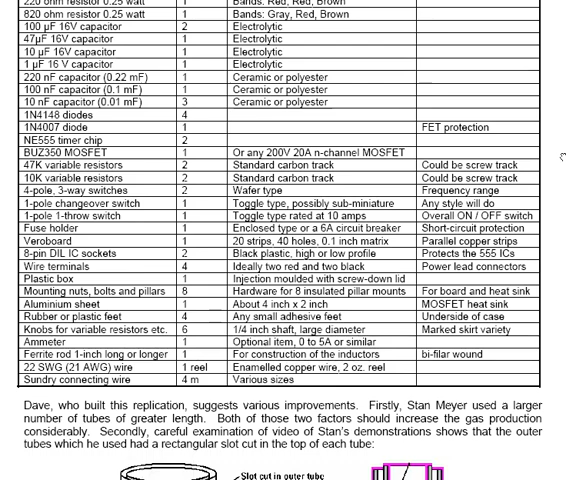 220 ohm resistor 0.25 watt 1 Bands: Red, Red, Brown
820 ohm resistor 0.25 watt 1 Bands: Gray, Red, Brown
100 µF 16V capacitor 2 Electrolytic
47µF 16V capacitor 1 Electrolytic
10 µF 16V capacitor 1 Electrolytic
1 µF 16 V capacitor 1 Electrolytic
220 nF capacitor (0.22 mF) 1 Ceramic or polyester
100 nF capacitor (0.1 mF) 1 Ceramic or polyester
10 nF capacitor (0.01 mF) 3 Ceramic or polyester
1N4148 diodes 4
1N4007 diode 1 FET protection
NE555 timer chip 2
BUZ350 MOSFET 1 Or any 200V 20A n-channel MOSFET
47K variable resistors 2 Standard carbon track Could be screw track
10K variable resistors 2 Standard carbon track Could be screw track
4-pole, 3-way switches 2 Wafer type Frequency range
1-pole changeover switch 1 Toggle type, possibly sub-miniature Any style will do
1-pole 1-throw switch 1 Toggle type rated at 10 amps Overall ON / OFF switch
Fuse holder 1 Enclosed type or a 6A circuit breaker Short-circuit protection
Veroboard 1 20 strips, 40 holes, 0.1 inch matrix Parallel copper strips
8-pin DIL IC sockets 2 Black plastic, high or low profile Protects the 555 ICs
Wire terminals 4 Ideally two red and two black Power lead connectors
Plastic box 1 Injection moulded with screw-down lid
Mounting nuts, bolts and pillars 8 Hardware for 8 insulated pillar mounts For board and heat sink
Aluminium sheet 1 About 4 inch x 2 inch MOSFET heat sink
Rubber or plastic feet 4 Any small adhesive feet Underside of case
Knobs for variable resistors etc. 6 1/4 inch shaft, large diameter Marked skirt variety
Ammeter 1 Optional item, 0 to 5A or similar
Ferrite rod 1-inch long or longer 1 For construction of the inductors bi-filar wound
22 SWG (21 AWG) wire 1 reel Enamelled copper wire, 2 oz. reel
Sundry connecting wire 4 m Various sizes
Dave, who built this replication, suggests various improvements. Firstly, Stan Meyer used a larger
number of tubes of greater length. Both of those two factors should increase the gas production
considerably. Secondly, careful examination of video of Stan's demonstrations shows that the outer
tubes which he used had a rectangular slot cut in the top of each tube:
Slot cut in outer tube